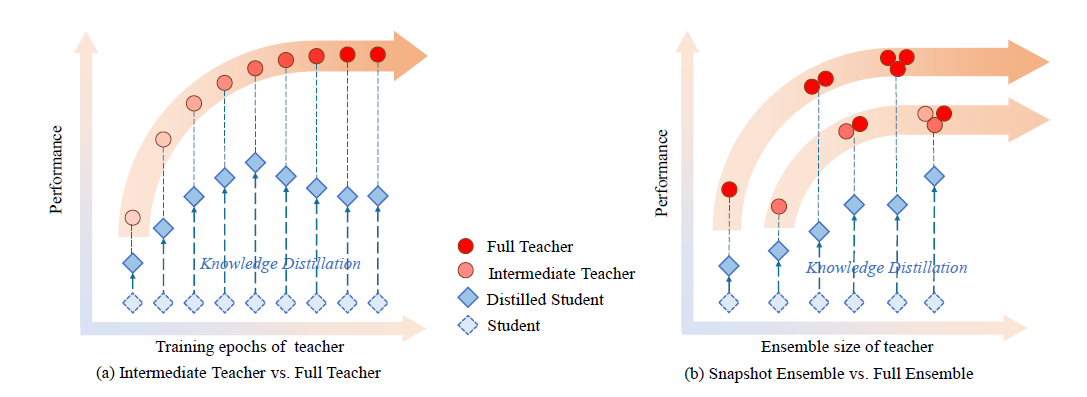 Performance
Knowledge Distillation
Training epochs of teacher
(a) Intermediate Teacher vs. Full Teacher
Full Teacher
Intermediate Teacher
Distilled Student
Student
Performance
Knowledge Distillation
Ensemble size of teacher
(b) Snapshot Ensemble vs. Full Ensemble